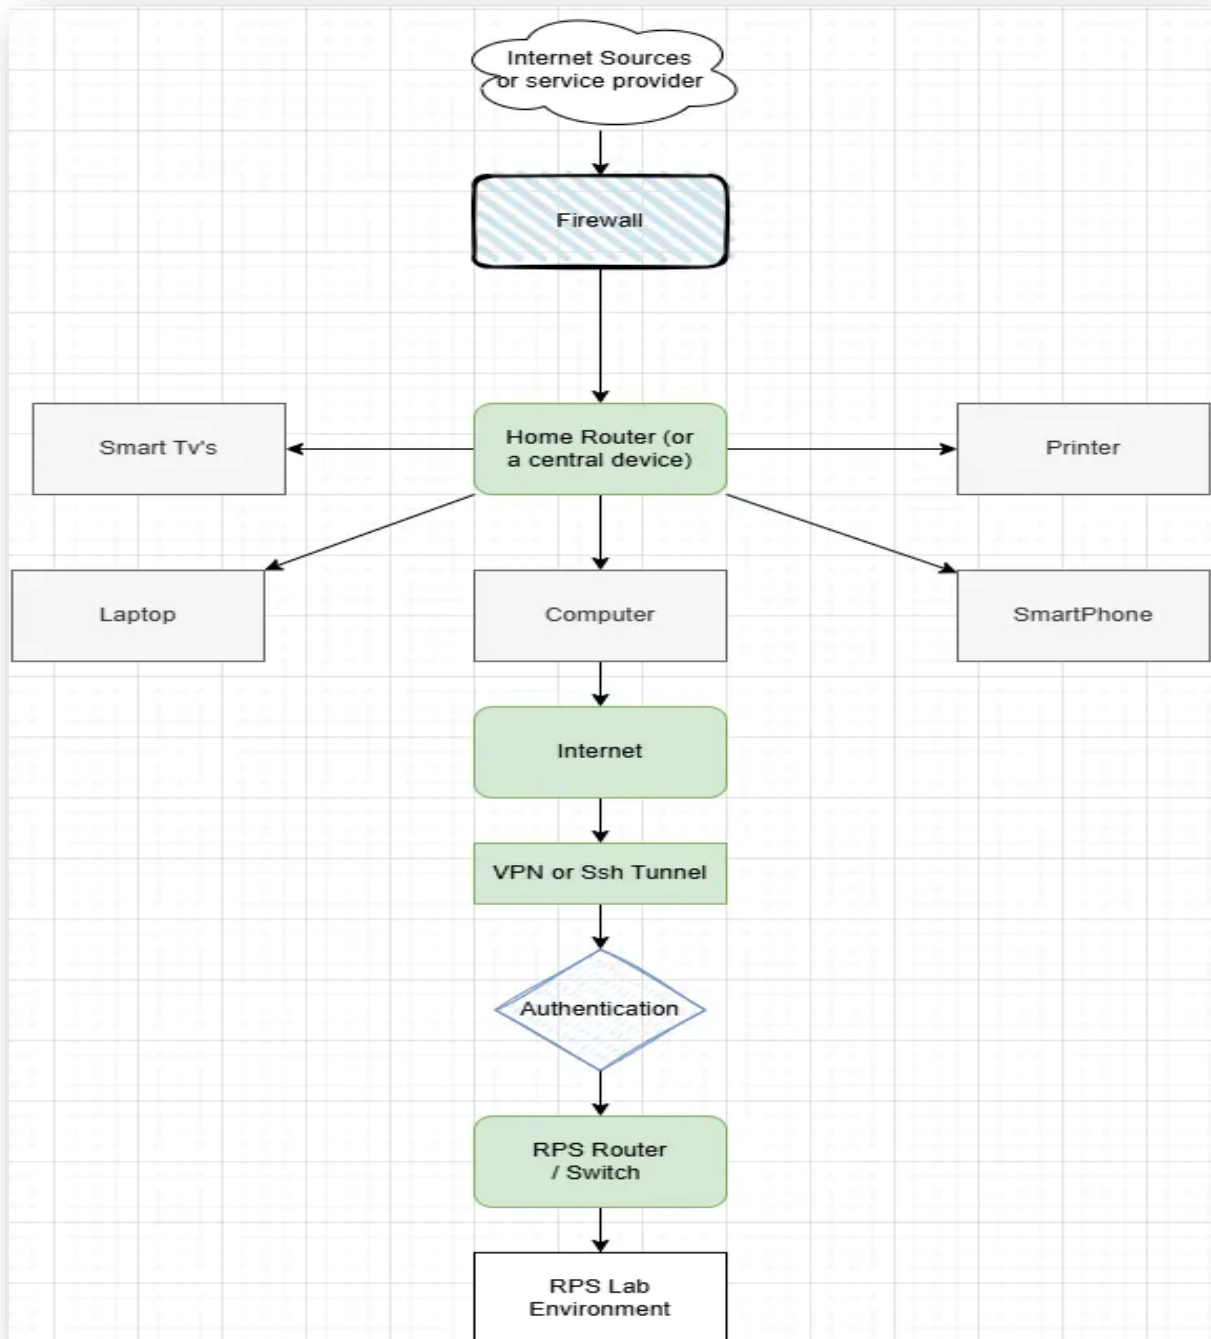 Internet Sources
or service provider
Firewall
Smart Tv's
Home Router (or
a central device)
Printer
Laptop
Computer
SmartPhone
Internet
VPN or Ssh Tunnel
Authentication
RPS Router
/ Switch
RPS Lab
Environment